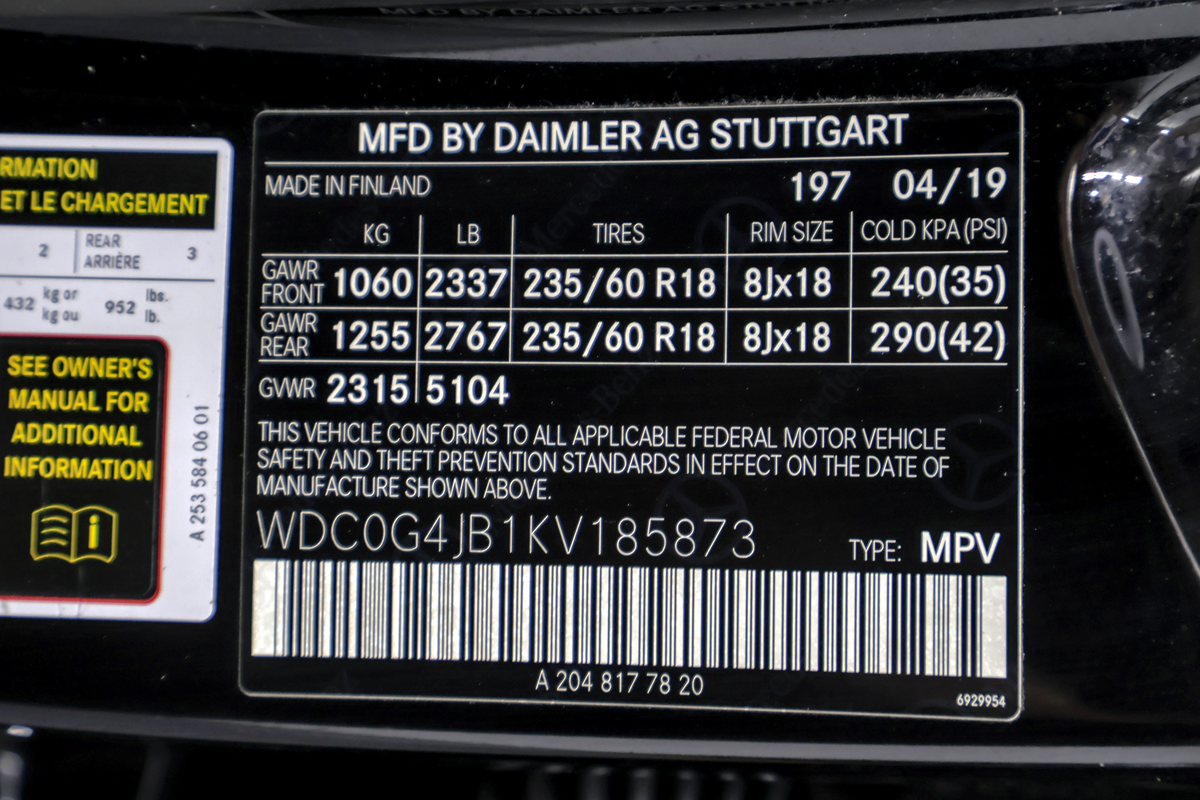 RMATION
ET LE CHARGEMENT
2 REAR ARRIÈRE 3
432 kg or kg ou 952 lbs. lb.
SEE OWNER'S
MANUAL FOR
ADDITIONAL
INFORMATION
i
A 253 584 06 01
MFD BY DAIMLER AG STUTTGART
MADE IN FINLAND 197 04/19
KG LB TIRES RIM SIZE COLD KPA (PSI)
GAWR FRONT 1060 2337 235/60 R18 8Jx18 240(35)
GAWR REAR 1255 2767 235/60 R18 8Jx18 290(42)
GVWR 2315 5104
THIS VEHICLE CONFORMS TO ALL APPLICABLE FEDERAL MOTOR VEHICLE
SAFETY AND THEFT PREVENTION STANDARDS IN EFFECT ON THE DATE OF
MANUFACTURE SHOWN ABOVE.
WDC0G4JB1KV185873 TYPE: MPV
A 204 817 78 20
6929954